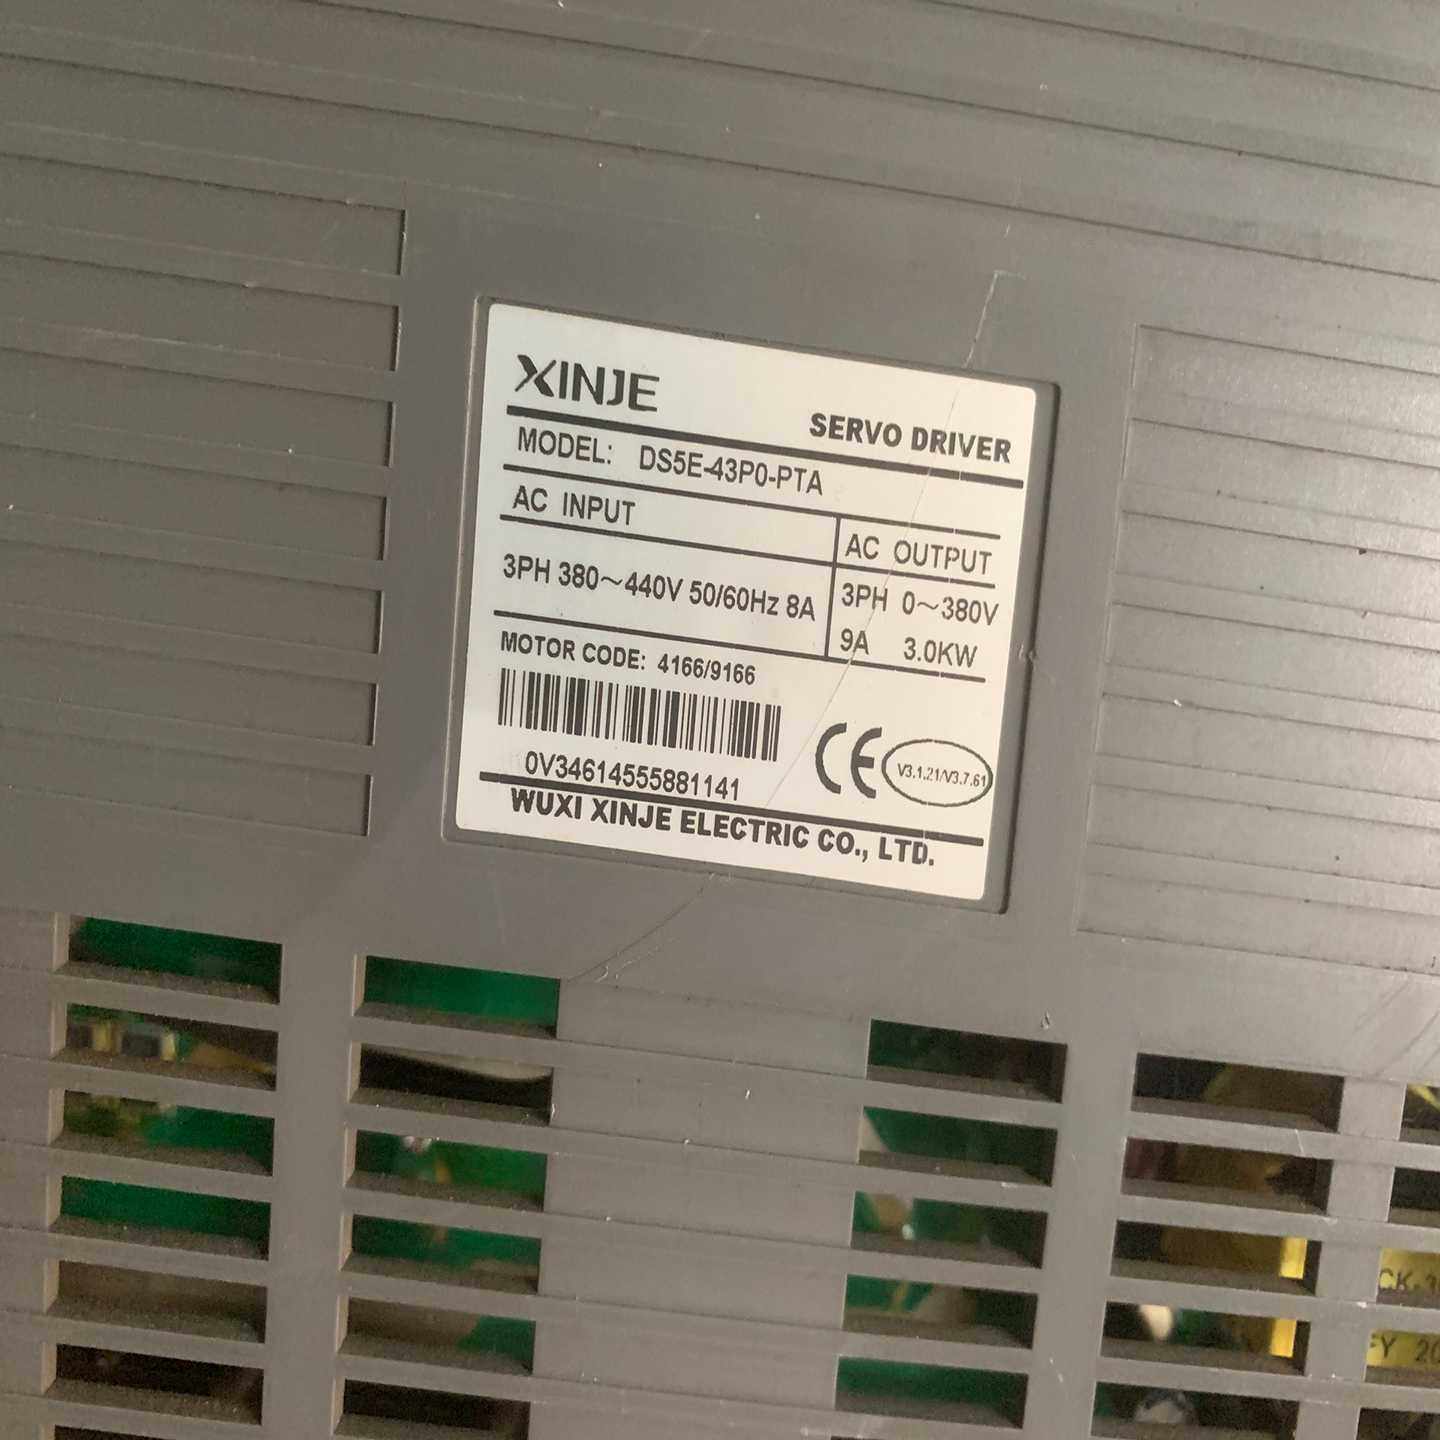 XINJE
SERVO DRIVER
MODEL: DS5E-43P0-PTA
AC INPUT
AC OUTPUT
3PH 380~440V 50/60Hz 8A
3PH 0~380V
9A 3.0KW
MOTOR CODE: 4166/9166
0V34614555881141
CE
V3.1.21/V3.7.61
WUXI XINJE ELECTRIC CO., LTD.